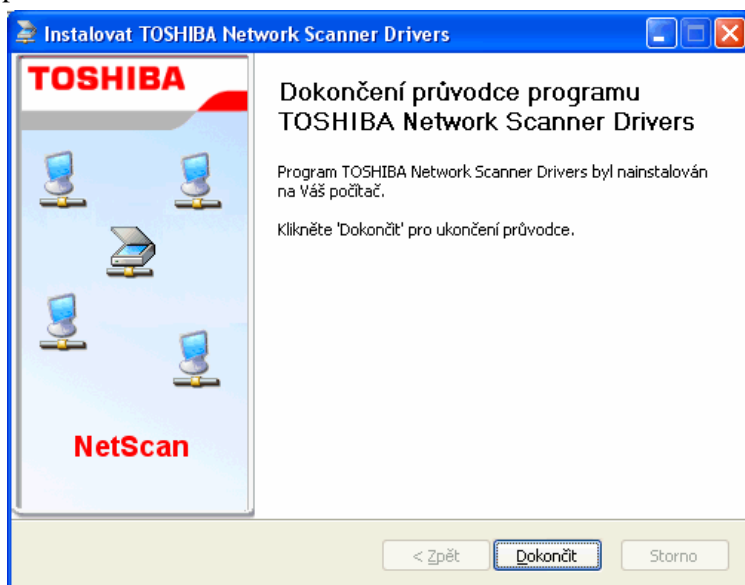 Instalovat TOSHIBA Network Scanner Drivers
TOSHIBA
NetScan
Dokončení průvodce programu
TOSHIBA Network Scanner Drivers
Program TOSHIBA Network Scanner Drivers byl nainstalován
na Váš počítač.
Klikněte 'Dokončit' pro ukončení průvodce.
< Zpět
Dokončit
Storno